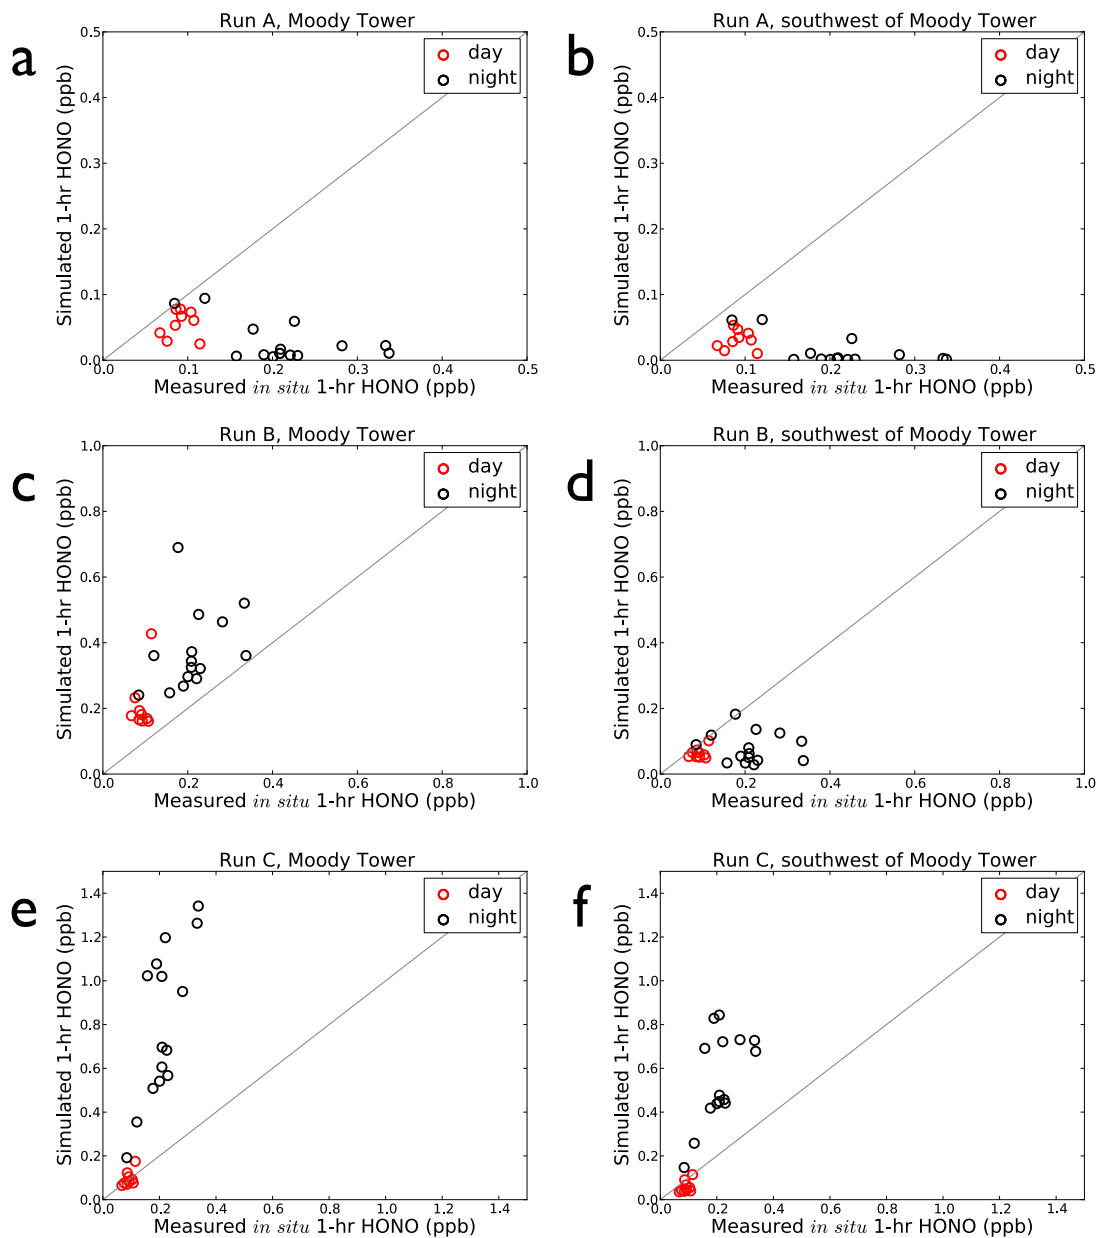 a
Run A, Moody Tower
Simulated 1-hr HONO (ppb)
0.5
0.4
0.3
0.2
0.1
0.0
0.0 0.1 0.2 0.3 0.4 0.5
Measured in situ 1-hr HONO (ppb)
day
night
b
Run A, southwest of Moody Tower
Simulated 1-hr HONO (ppb)
0.5
0.4
0.3
0.2
0.1
0.0
0.0 0.1 0.2 0.3 0.4 0.5
Measured in situ 1-hr HONO (ppb)
day
night
c
Run B, Moody Tower
Simulated 1-hr HONO (ppb)
1.0
0.8
0.6
0.4
0.2
0.0
0.0 0.2 0.4 0.6 0.8 1.0
Measured in situ 1-hr HONO (ppb)
day
night
d
Run B, southwest of Moody Tower
Simulated 1-hr HONO (ppb)
1.0
0.8
0.6
0.4
0.2
0.0
0.0 0.2 0.4 0.6 0.8 1.0
Measured in situ 1-hr HONO (ppb)
day
night
e
Run C, Moody Tower
Simulated 1-hr HONO (ppb)
1.4
1.2
1.0
0.8
0.6
0.4
0.2
0.0
0.0 0.2 0.4 0.6 0.8 1.0 1.2 1.4
Measured in situ 1-hr HONO (ppb)
day
night
f
Run C, southwest of Moody Tower
Simulated 1-hr HONO (ppb)
1.4
1.2
1.0
0.8
0.6
0.4
0.2
0.0
0.0 0.2 0.4 0.6 0.8 1.0 1.2 1.4
Measured in situ 1-hr HONO (ppb)
day
night